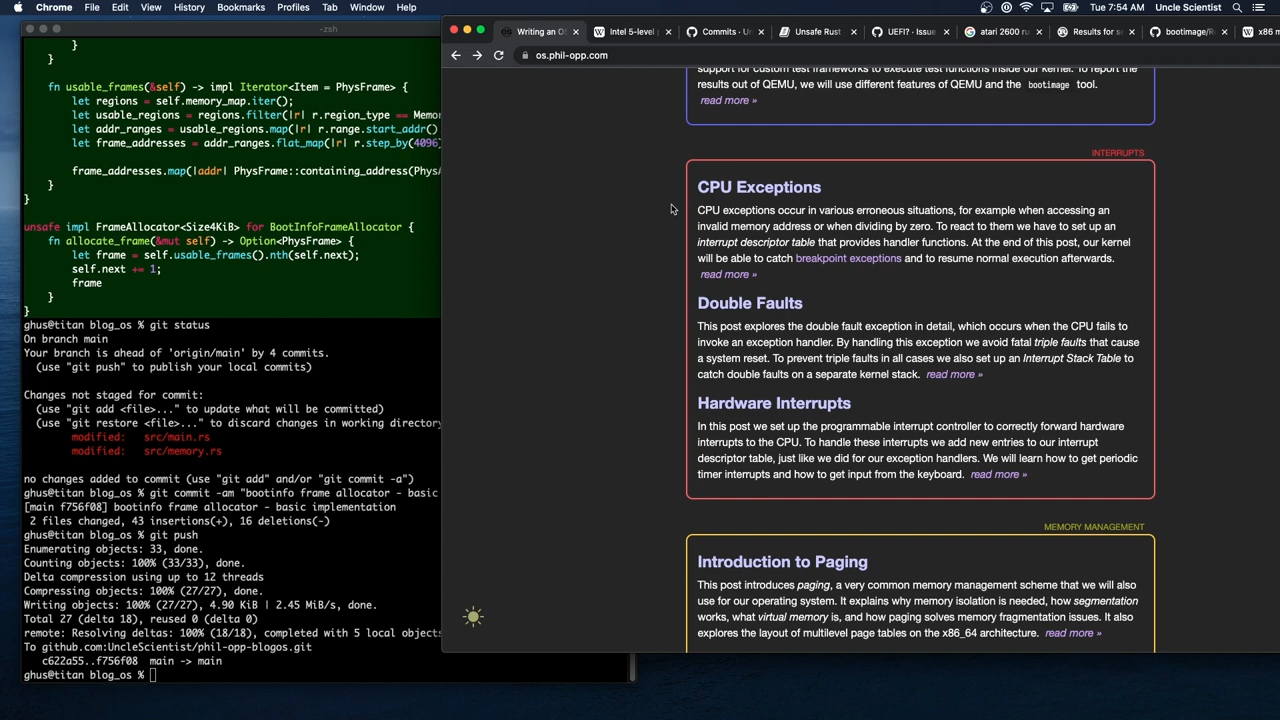 Chrome File Edit View History Bookmarks Profiles Tab Window Help Tue 7:54 AM Uncle Scientist
-zsh
}
}
fn usable_frames(&self) -> impl Iterator<Item = PhysFrame> {
let regions = self.memory_map.iter();
let usable_regions = regions.filter(|r| r.region_type == Memor
let addr_ranges = usable_regions.map(|r| r.range.start_addr()
let frame_addresses = addr_ranges.flat_map(|r| r.step_by(4096)
frame_addresses.map(|addr| PhysFrame::containing_address(PhysA
}
}
unsafe impl FrameAllocator<Size4KiB> for BootInfoFrameAllocator {
fn allocate_frame(&mut self) -> Option<PhysFrame> {
let frame = self.usable_frames().nth(self.next);
self.next += 1;
frame
}
}
ghus@titan blog_os % git status
On branch main
Your branch is ahead of 'origin/main' by 4 commits.
(use "git push" to publish your local commits)
Changes not staged for commit:
(use "git add <file>..." to update what will be committed)
(use "git restore <file>..." to discard changes in working directory
modified: src/main.rs
modified: src/memory.rs
no changes added to commit (use "git add" and/or "git commit -a")
ghus@titan blog_os % git commit -am "bootinfo frame allocator - basic
[main f756f08] bootinfo frame allocator - basic implementation
2 files changed, 43 insertions(+), 16 deletions(-)
ghus@titan blog_os % git push
Enumerating objects: 33, done.
Counting objects: 100% (33/33), done.
Delta compression using up to 12 threads
Compressing objects: 100% (27/27), done.
Writing objects: 100% (27/27), 4.90 KiB | 2.45 MiB/s, done.
Total 27 (delta 18), reused 0 (delta 0)
remote: Resolving deltas: 100% (18/18), completed with 5 local objects
To github.com:UncleScientist/phil-opp-blogos.git
c622a55..f756f08 main -> main
ghus@titan blog_os %
Writing an OS Intel 5-level p Commits · Un Unsafe Rust UEFI? · Issue atari 2600 ru Results for s bootimage/Re x86 m
os.phil-opp.com
support for custom test frameworks to execute test functions inside our kernel. To report the
results out of QEMU, we will use different features of QEMU and the bootimage tool.
read more »
INTERRUPTS
CPU Exceptions
CPU exceptions occur in various erroneous situations, for example when accessing an
invalid memory address or when dividing by zero. To react to them we have to set up an
interrupt descriptor table that provides handler functions. At the end of this post, our kernel
will be able to catch breakpoint exceptions and to resume normal execution afterwards.
read more »
Double Faults
This post explores the double fault exception in detail, which occurs when the CPU fails to
invoke an exception handler. By handling this exception we avoid fatal triple faults that cause
a system reset. To prevent triple faults in all cases we also set up an Interrupt Stack Table to
catch double faults on a separate kernel stack. read more »
Hardware Interrupts
In this post we set up the programmable interrupt controller to correctly forward hardware
interrupts to the CPU. To handle these interrupts we add new entries to our interrupt
descriptor table, just like we did for our exception handlers. We will learn how to get periodic
timer interrupts and how to get input from the keyboard. read more »
MEMORY MANAGEMENT
Introduction to Paging
This post introduces paging, a very common memory management scheme that we will also
use for our operating system. It explains why memory isolation is needed, how segmentation
works, what virtual memory is, and how paging solves memory fragmentation issues. It also
explores the layout of multilevel page tables on the x86_64 architecture. read more »